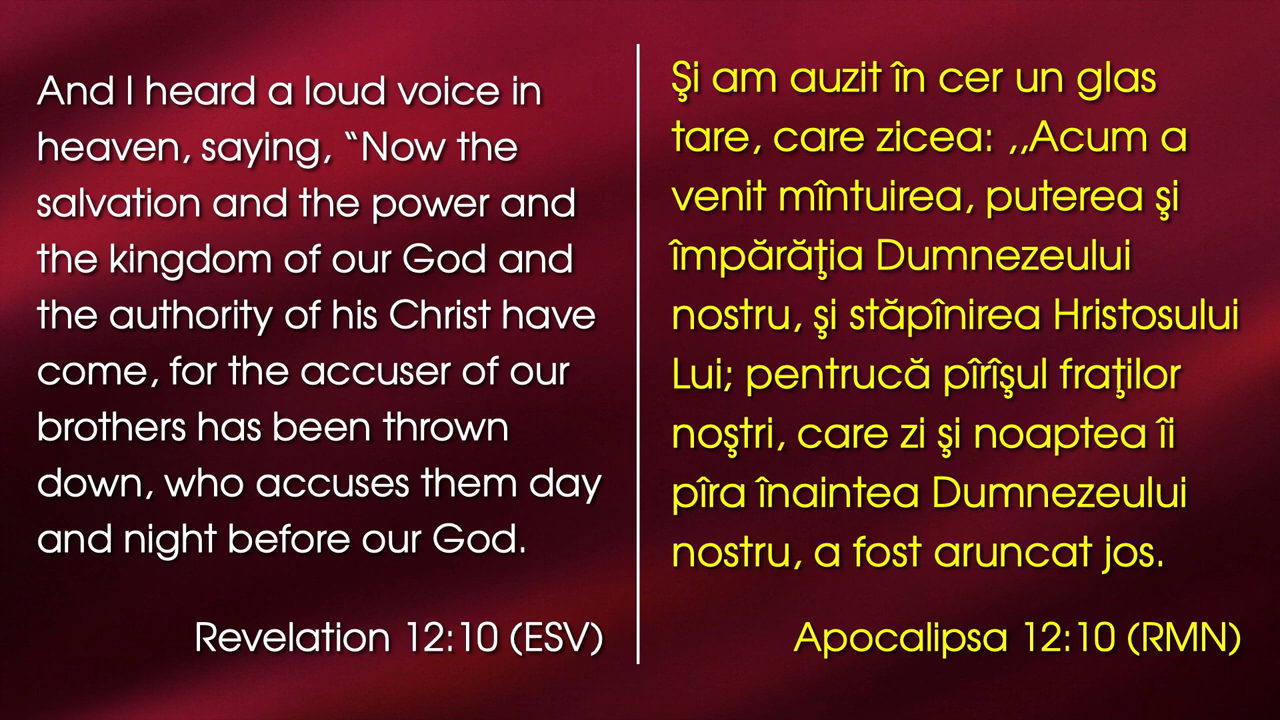 And I heard a loud voice in
heaven, saying, “Now the
salvation and the power and
the kingdom of our God and
the authority of his Christ have
come, for the accuser of our
brothers has been thrown
down, who accuses them day
and night before our God.
Revelation 12:10 (ESV)
Şi am auzit în cer un glas
tare, care zicea: ,,Acum a
venit mîntuirea, puterea şi
împărăţia Dumnezeului
nostru, şi stăpînirea Hristosului
Lui; pentrucă pîrîşul fraţilor
noştri, care zi şi noaptea îi
pîra înaintea Dumnezeului
nostru, a fost aruncat jos.
Apocalipsa 12:10 (RMN)